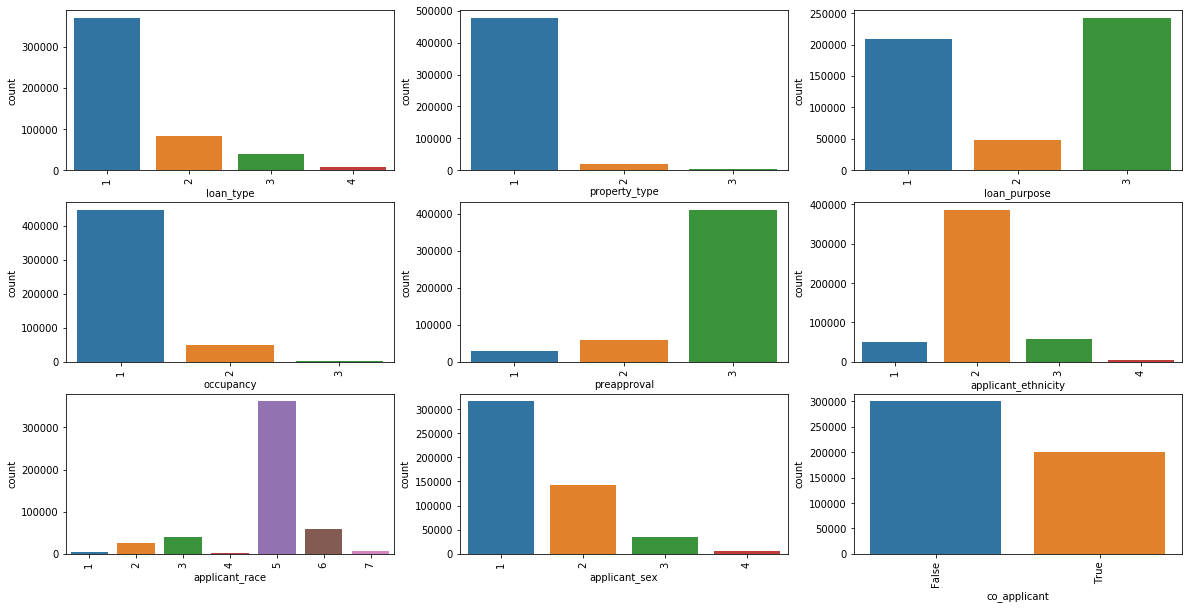 300000
200000
100000
0
count
1 2 3 4
loan_type
500000
400000
300000
200000
100000
0
count
1 2 3
property_type
250000
200000
150000
100000
50000
0
count
1 2 3
loan_purpose
400000
300000
200000
100000
0
count
1 2 3
occupancy
400000
300000
200000
100000
0
count
1 2 3
preapproval
400000
300000
200000
100000
0
count
1 2 3 4
applicant_ethnicity
300000
200000
100000
0
count
1 2 3 4 5 6 7
applicant_race
300000
250000
200000
150000
100000
50000
0
count
1 2 3 4
applicant_sex
300000
250000
200000
150000
100000
50000
0
count
False True
co_applicant